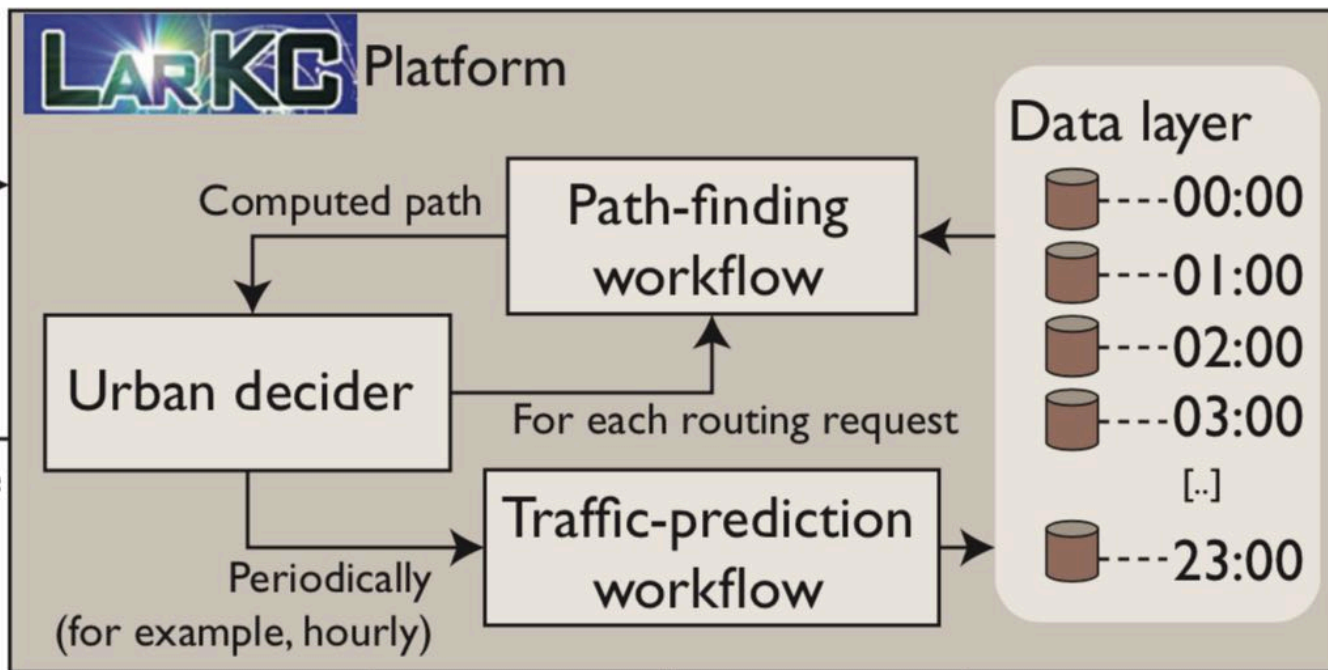 LARKC Platform
Data layer
00:00
01:00
02:00
03:00
[..]
23:00
Computed path
Path-finding
workflow
Urban decider
For each routing request
Traffic-prediction
workflow
Periodically
(for example, hourly)